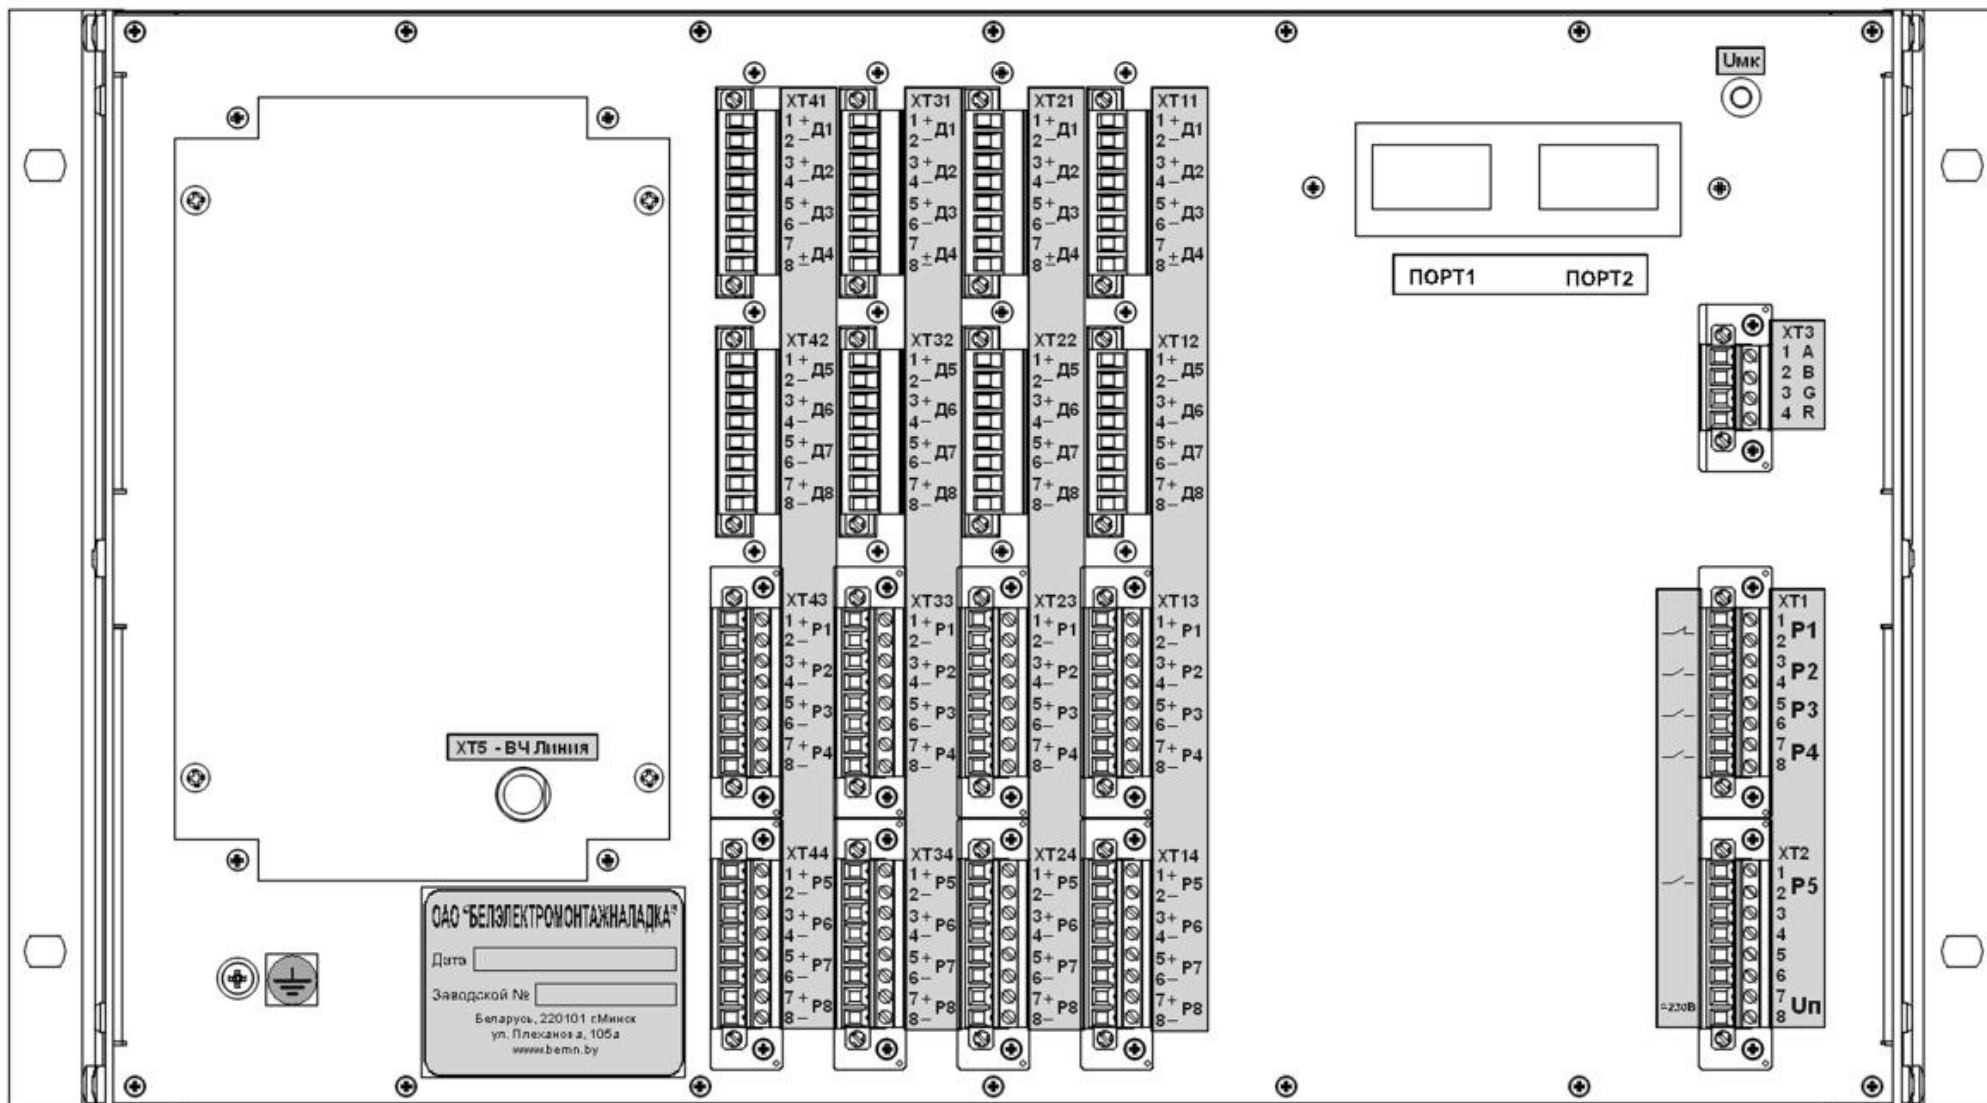 Uмк
ПОРТ1 ПОРТ2
XT41
1 + Д1
2 –
3 + Д2
4 –
5 + Д3
6 –
7 + Д4
8 –
XT42
1 + Д5
2 –
3 + Д6
4 –
5 + Д7
6 –
7 + Д8
8 –
XT43
1 + P1
2 –
3 + P2
4 –
5 + P3
6 –
7 + P4
8 –
XT44
1 + P5
2 –
3 + P6
4 –
5 + P7
6 –
7 + P8
8 –
XT31
1 + Д1
2 –
3 + Д2
4 –
5 + Д3
6 –
7 + Д4
8 –
XT32
1 + Д5
2 –
3 + Д6
4 –
5 + Д7
6 –
7 + Д8
8 –
XT33
1 + P1
2 –
3 + P2
4 –
5 + P3
6 –
7 + P4
8 –
XT34
1 + P5
2 –
3 + P6
4 –
5 + P7
6 –
7 + P8
8 –
XT21
1 + Д1
2 –
3 + Д2
4 –
5 + Д3
6 –
7 + Д4
8 –
XT22
1 + Д5
2 –
3 + Д6
4 –
5 + Д7
6 –
7 + Д8
8 –
XT23
1 + P1
2 –
3 + P2
4 –
5 + P3
6 –
7 + P4
8 –
XT24
1 + P5
2 –
3 + P6
4 –
5 + P7
6 –
7 + P8
8 –
XT11
1 + Д1
2 –
3 + Д2
4 –
5 + Д3
6 –
7 + Д4
8 –
XT12
1 + Д5
2 –
3 + Д6
4 –
5 + Д7
6 –
7 + Д8
8 –
XT13
1 + P1
2 –
3 + P2
4 –
5 + P3
6 –
7 + P4
8 –
XT14
1 + P5
2 –
3 + P6
4 –
5 + P7
6 –
7 + P8
8 –
XT3
1 A
2 B
3 G
4 R
XT1
1 P1
2
3 P2
4
5 P3
6
7 P4
8
XT2
1 P5
2
3
4
5
6
7 Uп
8
≂230В
XT5 - ВЧ Линия
ОАО "БЕЛЭЛЕКТРОМОНТАЖНАЛАДКА"
Дата
Заводской №
Беларусь, 220101 г.Минск
ул. Плеханова, 105а
www.bemn.by